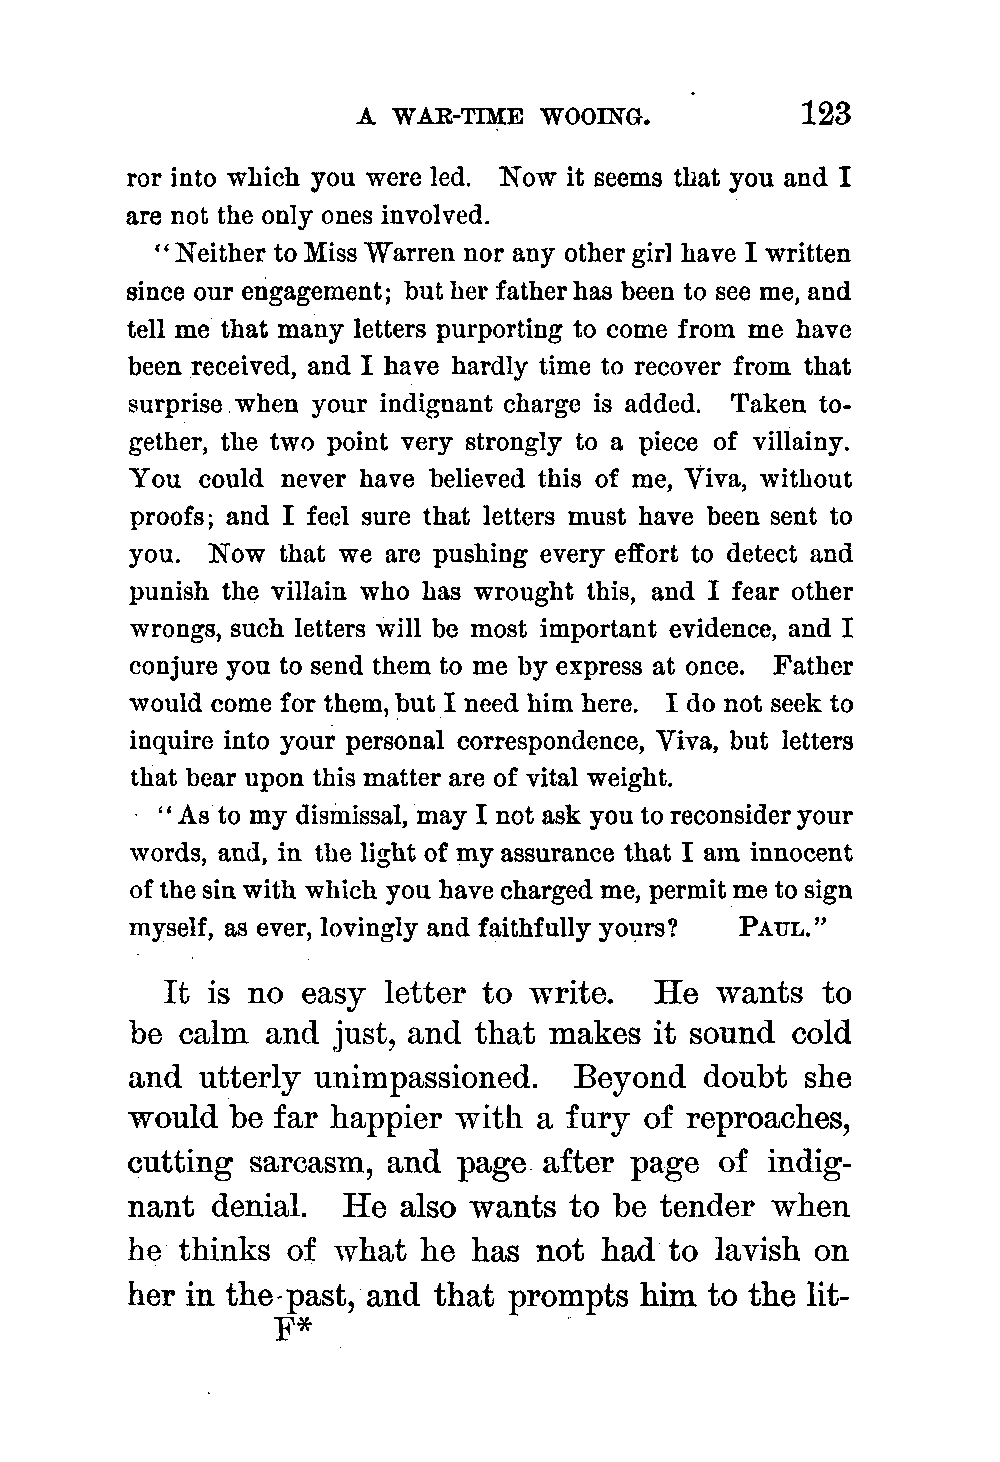 A WAR-TIME WOOING. 123
ror into which you were led. Now it seems that you and I
are not the only ones involved.
"Neither to Miss Warren nor any other girl have I written
since our engagement; but her father has been to see me, and
tell me that many letters purporting to come from me have
been received, and I have hardly time to recover from that
surprise when your indignant charge is added. Taken to-
gether, the two point very strongly to a piece of villainy.
You could never have believed this of me, Viva, without
proofs; and I feel sure that letters must have been sent to
you. Now that we are pushing every effort to detect and
punish the villain who has wrought this, and I fear other
wrongs, such letters will be most important evidence, and I
conjure you to send them to me by express at once. Father
would come for them, but I need him here. I do not seek to
inquire into your personal correspondence, Viva, but letters
that bear upon this matter are of vital weight.
"As to my dismissal, may I not ask you to reconsider your
words, and, in the light of my assurance that I am innocent
of the sin with which you have charged me, permit me to sign
myself, as ever, lovingly and faithfully yours? PAUL."
It is no easy letter to write. He wants to
be calm and just, and that makes it sound cold
and utterly unimpassioned. Beyond doubt she
would be far happier with a fury of reproaches,
cutting sarcasm, and page after page of indig-
nant denial. He also wants to be tender when
he thinks of what he has not had to lavish on
her in the past, and that prompts him to the lit-
F*